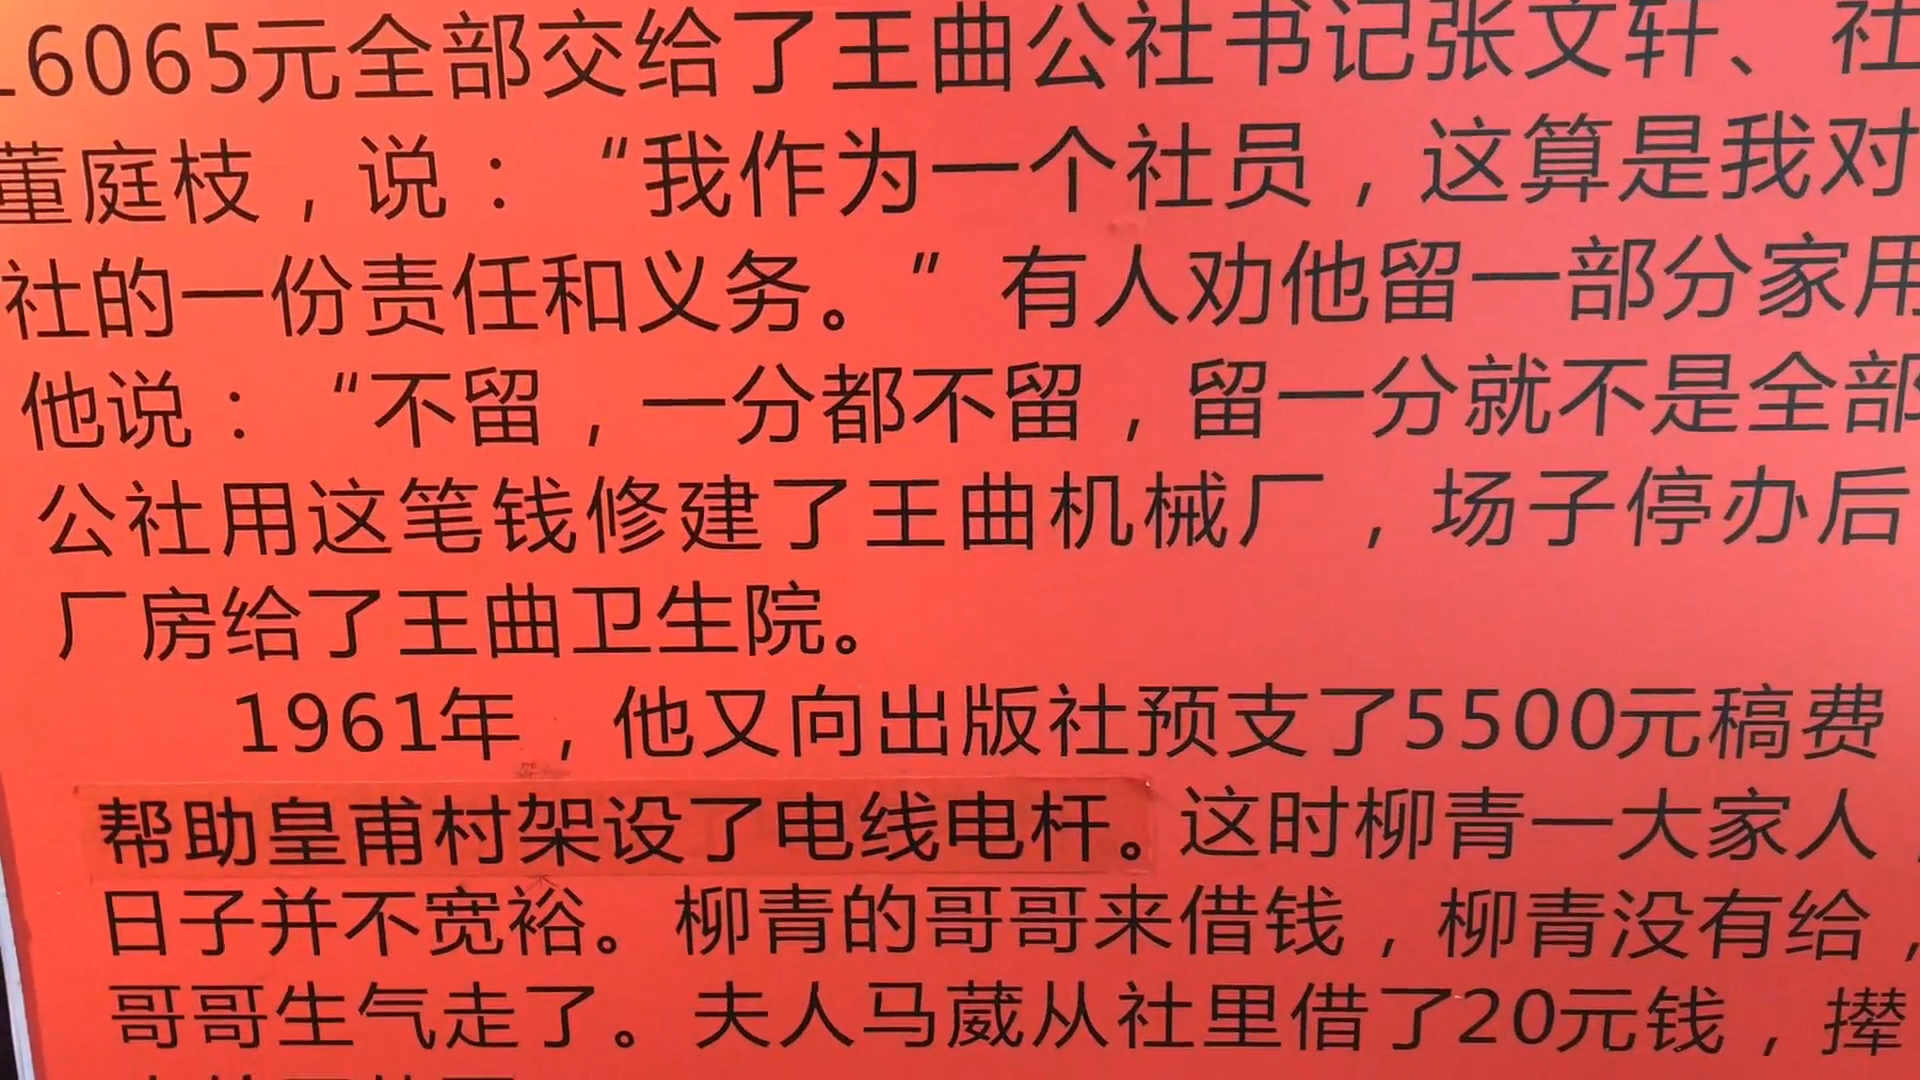 16065元全部交给了王曲公社书记张文轩、社
董庭枝，说：“我作为一个社员，这算是我对
社的一份责任和义务。”有人劝他留一部分家用
他说：“不留，一分都不留，留一分就不是全部
公社用这笔钱修建了王曲机械厂，场子停办后
厂房给了王曲卫生院。
1961年，他又向出版社预支了5500元稿费
帮助皇甫村架设了电线电杆。这时柳青一大家人，
日子并不宽裕。柳青的哥哥来借钱，柳青没有给，
哥哥生气走了。夫人马葳从社里借了20元钱，撵